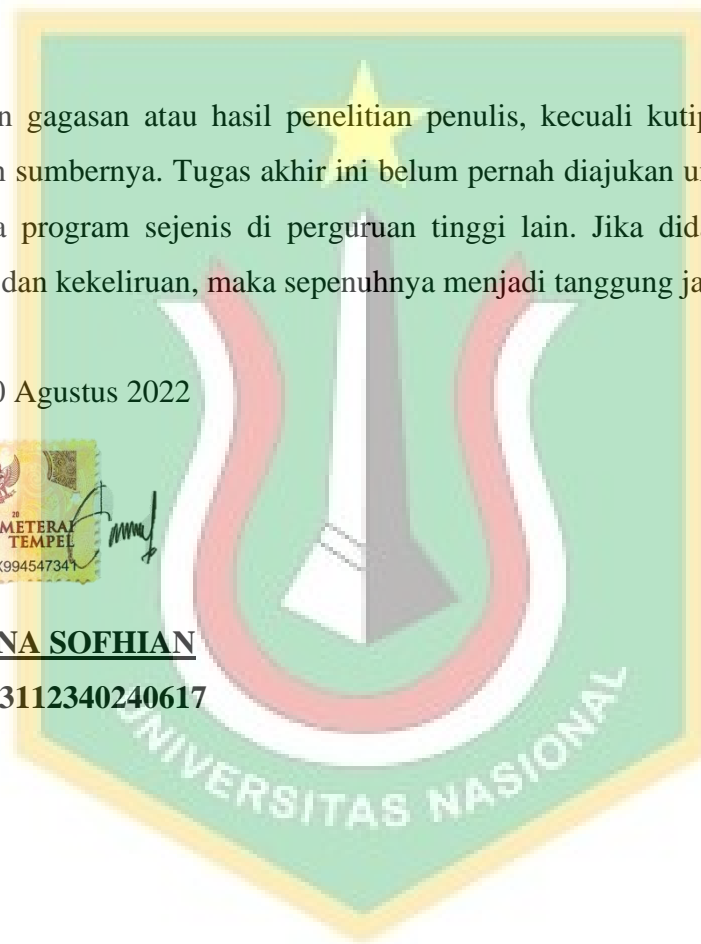 n gagasan atau hasil penelitian penulis, kecuali kutip
n sumbernya. Tugas akhir ini belum pernah diajukan u
a program sejenis di perguruan tinggi lain. Jika did
dan kekeliruan, maka sepenuhnya menjadi tanggung ja
0 Agustus 2022
20
METERAI
TEMPEL
X994547341
NA SOFHIAN
3112340240617
UNIVERSITAS NASIONAL